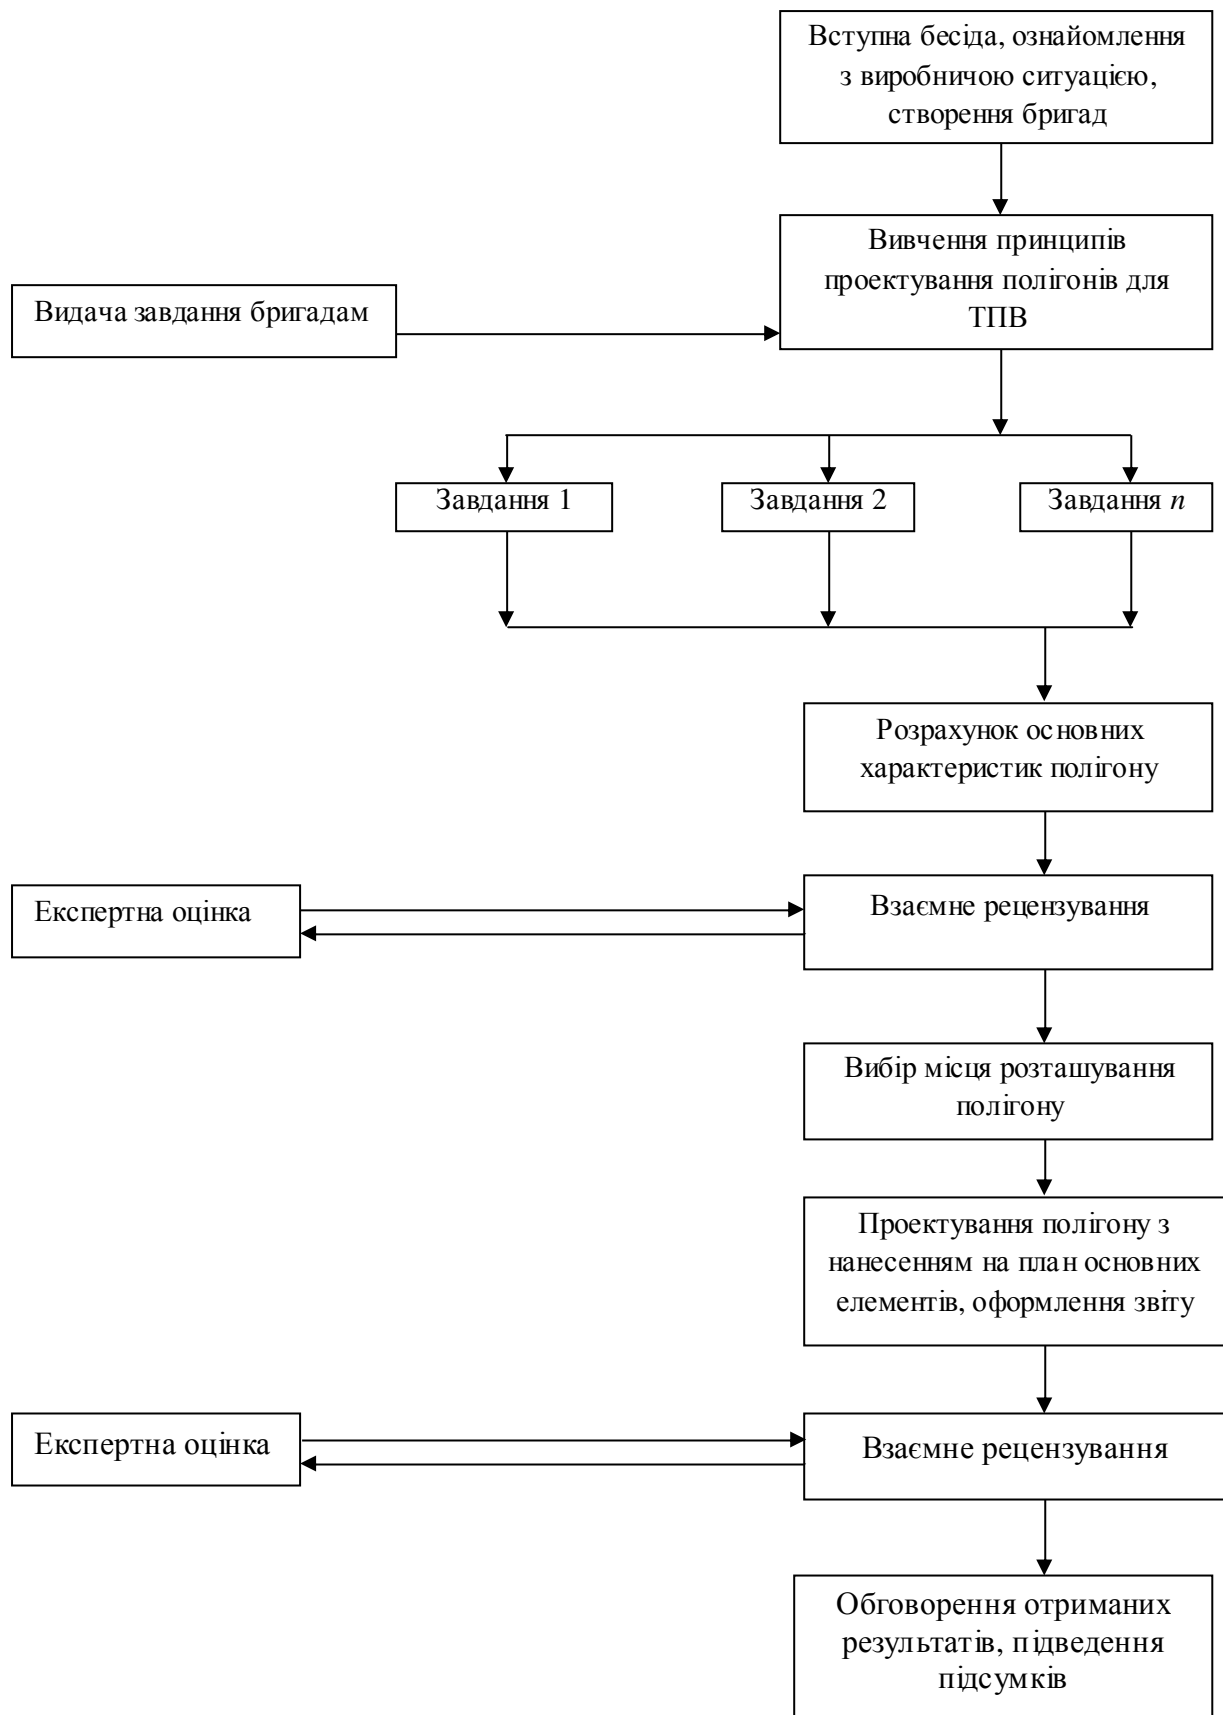 Вступна бесіда, ознайомлення
з виробничою ситуацією,
створення бригад
Вивчення принципів
проектування полігонів для
ТПВ
Видача завдання бригадам
Завдання 1
Завдання 2
Завдання n
Розрахунок основних
характеристик полігону
Експертна оцінка
Взаємне рецензування
Вибір місця розташування
полігону
Проектування полігону з
нанесенням на план основних
елементів, оформлення звіту
Експертна оцінка
Взаємне рецензування
Обговорення отриманих
результатів, підведення
підсумків